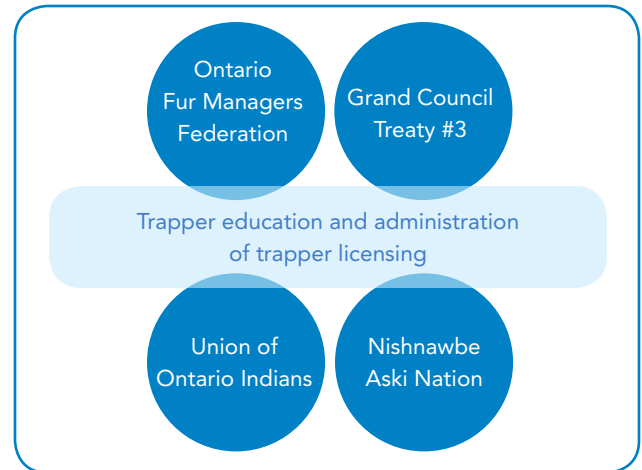 Ontario
Fur Managers
Federation
Grand Council
Treaty #3
Trapper education and administration
of trapper licensing
Union of
Ontario Indians
Nishnawbe
Aski Nation